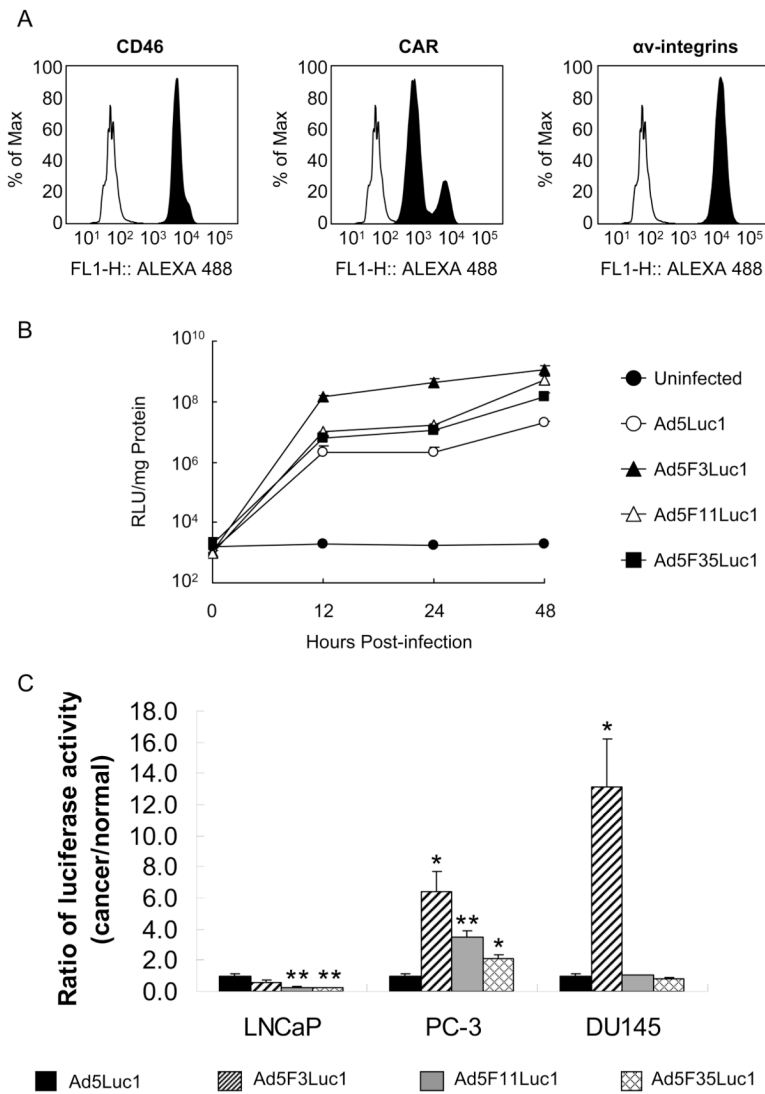 A
CD46
CAR
αv-integrins
% of Max
100
80
60
40
20
0
10¹ 10² 10³ 10⁴ 10⁵
FL1-H:: ALEXA 488
% of Max
100
80
60
40
20
0
10¹ 10² 10³ 10⁴ 10⁵
FL1-H:: ALEXA 488
% of Max
100
80
60
40
20
0
10¹ 10² 10³ 10⁴ 10⁵
FL1-H:: ALEXA 488
B
RLU/mg Protein
10¹⁰
10⁸
10⁶
10⁴
10²
0 12 24 48
Hours Post-infection
Uninfected
Ad5Luc1
Ad5F3Luc1
Ad5F11Luc1
Ad5F35Luc1
C
Ratio of luciferase activity
(cancer/normal)
18.0
16.0
14.0
12.0
10.0
8.0
6.0
4.0
2.0
0.0
** **
* ** *
*
LNCaP PC-3 DU145
Ad5Luc1 Ad5F3Luc1 Ad5F11Luc1 Ad5F35Luc1